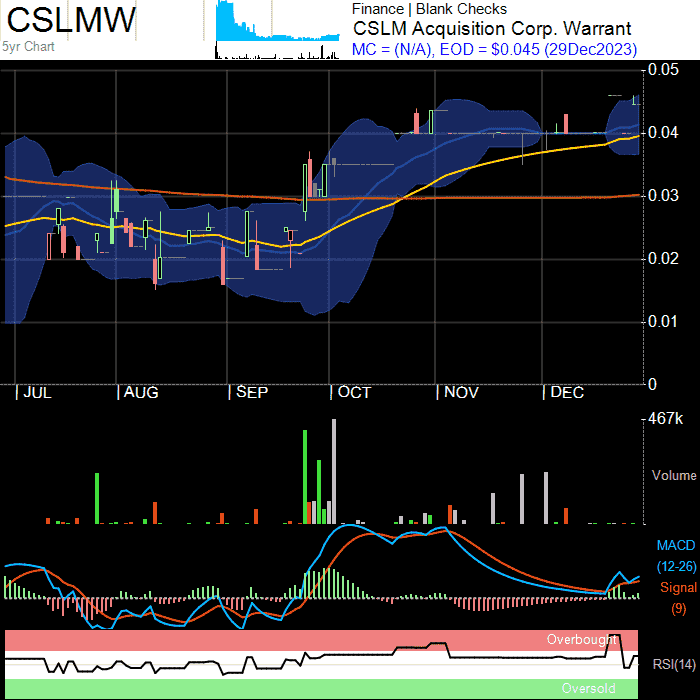 CSLMW
5yr Chart
Finance | Blank Checks
CSLM Acquisition Corp. Warrant
MC = (N/A), EOD = $0.045 (29Dec2023)
0.05
0.04
0.03
0.02
0.01
0
| JUL | AUG | SEP | OCT | NOV | DEC
467k
Volume
MACD
(12-26)
Signal
(9)
Overbought
RSI(14)
Oversold